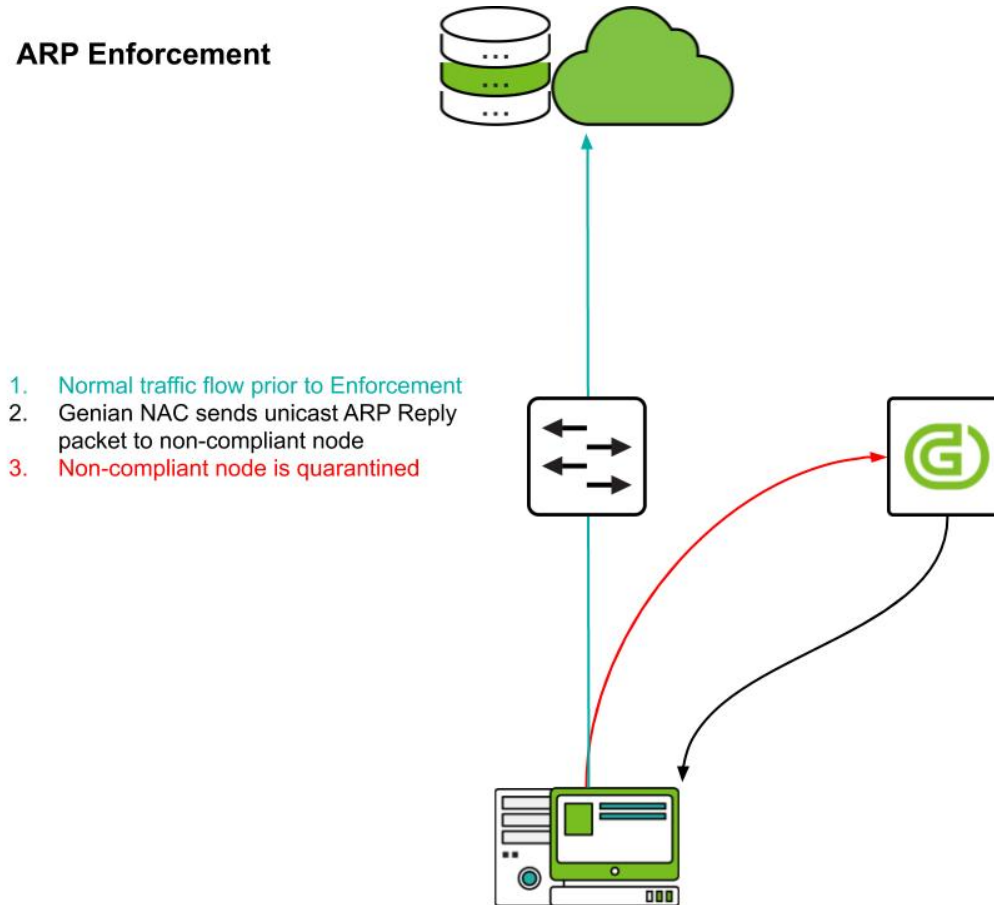 ARP Enforcement
1. Normal traffic flow prior to Enforcement
2. Genian NAC sends unicast ARP Reply
packet to non-compliant node
3. Non-compliant node is quarantined